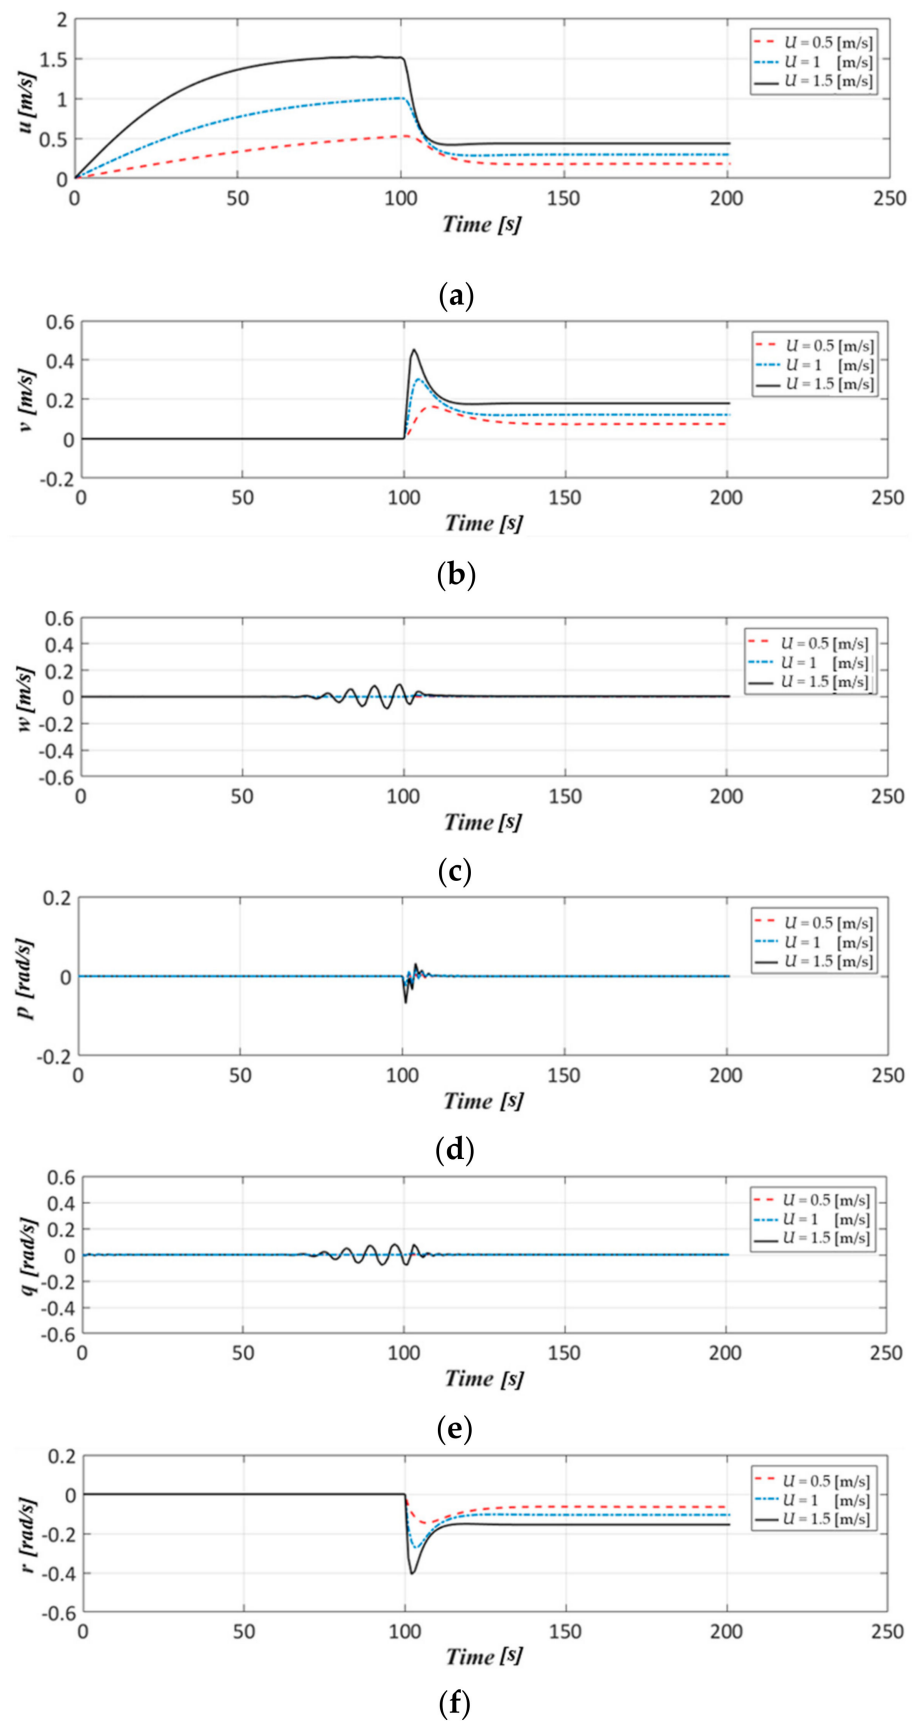 2
1.5
1
0.5
0
u [m/s]
U = 0.5 [m/s]
U = 1 [m/s]
U = 1.5 [m/s]
0 50 100 150 200 250
Time [s]
(a)
0.6
0.4
0.2
0
-0.2
v [m/s]
U = 0.5 [m/s]
U = 1 [m/s]
U = 1.5 [m/s]
0 50 100 150 200 250
Time [s]
(b)
0.6
0.4
0.2
0
-0.2
-0.4
-0.6
w [m/s]
U = 0.5 [m/s]
U = 1 [m/s]
U = 1.5 [m/s]
0 50 100 150 200 250
Time [s]
(c)
0.2
0
-0.2
p [rad/s]
U = 0.5 [m/s]
U = 1 [m/s]
U = 1.5 [m/s]
0 50 100 150 200 250
Time [s]
(d)
0.6
0.4
0.2
0
-0.2
-0.4
-0.6
q [rad/s]
U = 0.5 [m/s]
U = 1 [m/s]
U = 1.5 [m/s]
0 50 100 150 200 250
Time [s]
(e)
0.2
0
-0.2
-0.4
-0.6
r [rad/s]
U = 0.5 [m/s]
U = 1 [m/s]
U = 1.5 [m/s]
0 50 100 150 200 250
Time [s]
(f)